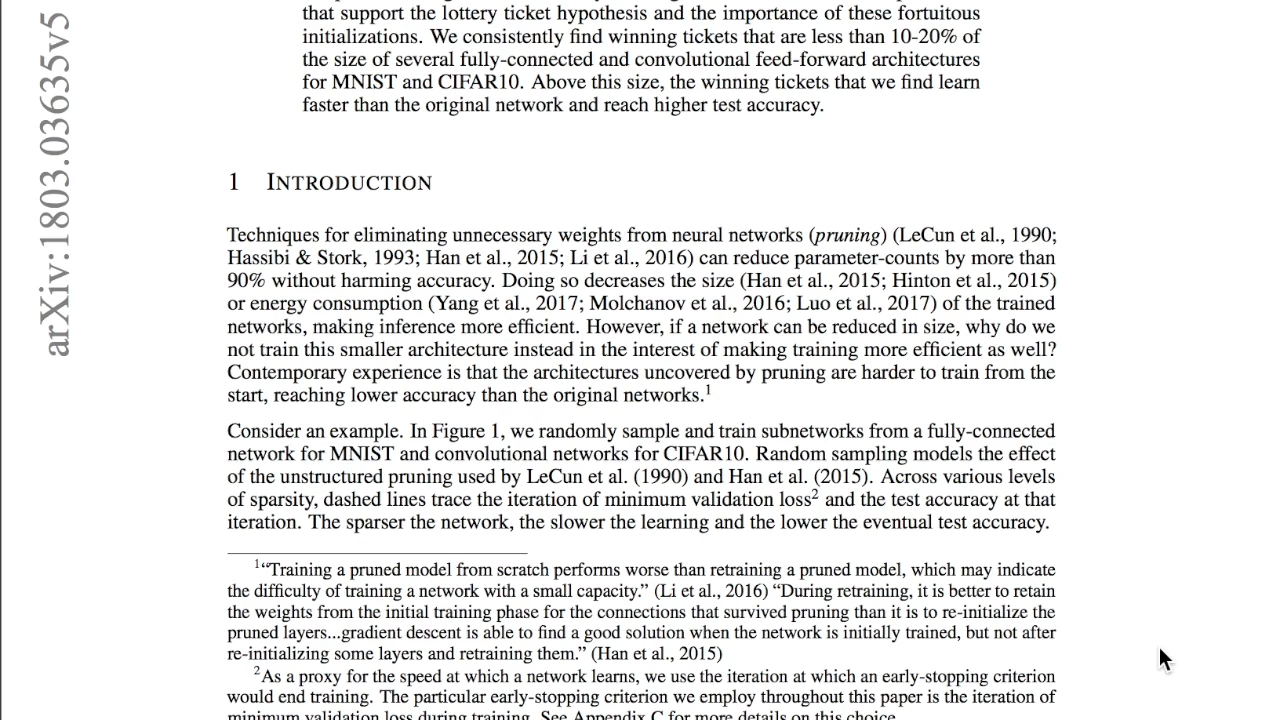 arXiv:1803.03635v5
that support the lottery ticket hypothesis and the importance of these fortuitous
initializations. We consistently find winning tickets that are less than 10-20% of
the size of several fully-connected and convolutional feed-forward architectures
for MNIST and CIFAR10. Above this size, the winning tickets that we find learn
faster than the original network and reach higher test accuracy.
1 INTRODUCTION
Techniques for eliminating unnecessary weights from neural networks (pruning) (LeCun et al., 1990;
Hassibi & Stork, 1993; Han et al., 2015; Li et al., 2016) can reduce parameter-counts by more than
90% without harming accuracy. Doing so decreases the size (Han et al., 2015; Hinton et al., 2015)
or energy consumption (Yang et al., 2017; Molchanov et al., 2016; Luo et al., 2017) of the trained
networks, making inference more efficient. However, if a network can be reduced in size, why do we
not train this smaller architecture instead in the interest of making training more efficient as well?
Contemporary experience is that the architectures uncovered by pruning are harder to train from the
start, reaching lower accuracy than the original networks.¹
Consider an example. In Figure 1, we randomly sample and train subnetworks from a fully-connected
network for MNIST and convolutional networks for CIFAR10. Random sampling models the effect
of the unstructured pruning used by LeCun et al. (1990) and Han et al. (2015). Across various levels
of sparsity, dashed lines trace the iteration of minimum validation loss² and the test accuracy at that
iteration. The sparser the network, the slower the learning and the lower the eventual test accuracy.
¹“Training a pruned model from scratch performs worse than retraining a pruned model, which may indicate
the difficulty of training a network with a small capacity.” (Li et al., 2016) “During retraining, it is better to retain
the weights from the initial training phase for the connections that survived pruning than it is to re-initialize the
pruned layers...gradient descent is able to find a good solution when the network is initially trained, but not after
re-initializing some layers and retraining them.” (Han et al., 2015)
²As a proxy for the speed at which a network learns, we use the iteration at which an early-stopping criterion
would end training. The particular early-stopping criterion we employ throughout this paper is the iteration of
minimum validation loss during training. See Appendix C for more details on this choice.